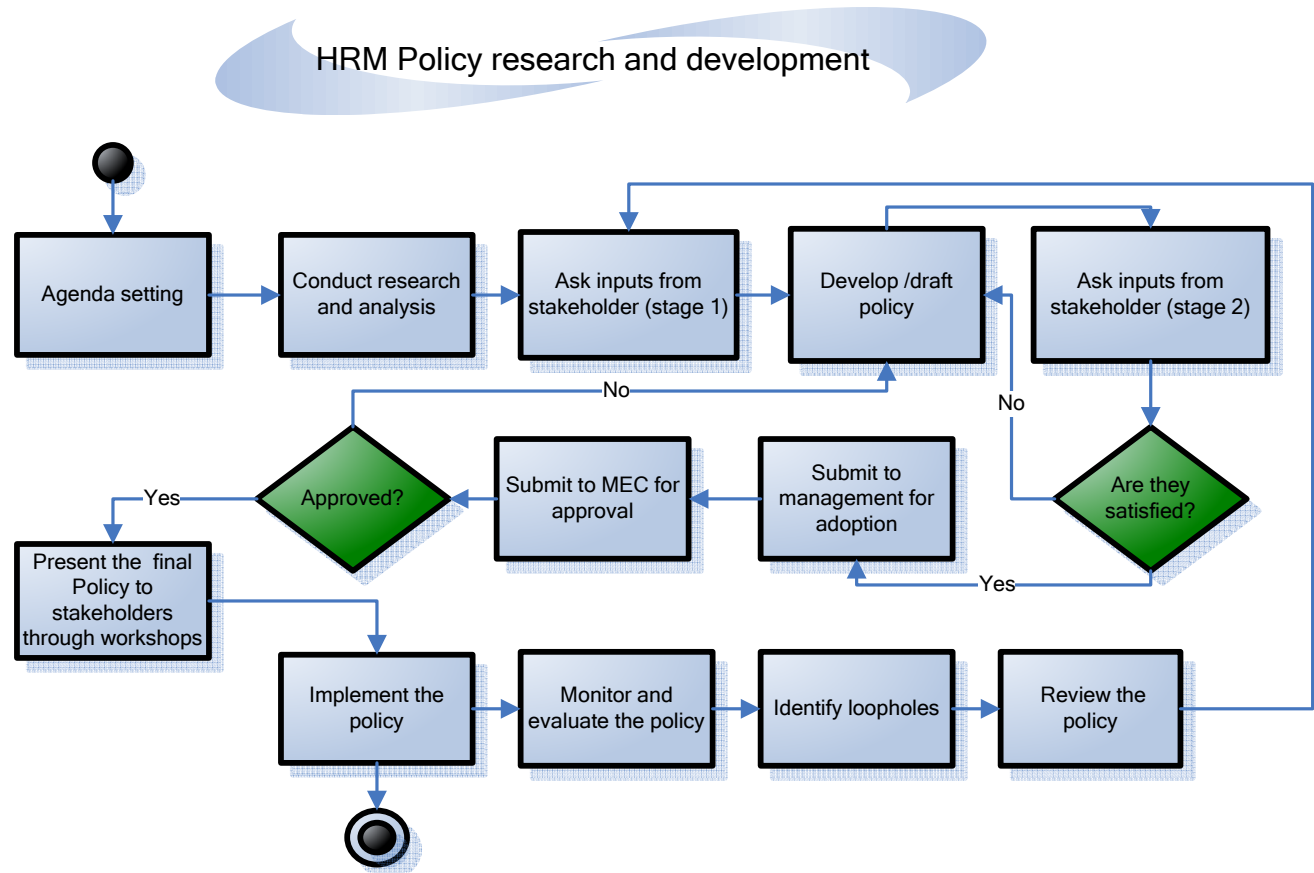 HRM Policy research and development
Agenda setting
Conduct research
and analysis
Ask inputs from
stakeholder (stage 1)
Develop /draft
policy
Ask inputs from
stakeholder (stage 2)
No
No
Approved?
Yes
Submit to MEC for
approval
Submit to
management for
adoption
Are they
satisfied?
Yes
Present the final
Policy to
stakeholders
through workshops
Implement the
policy
Monitor and
evaluate the policy
Identify loopholes
Review the
policy